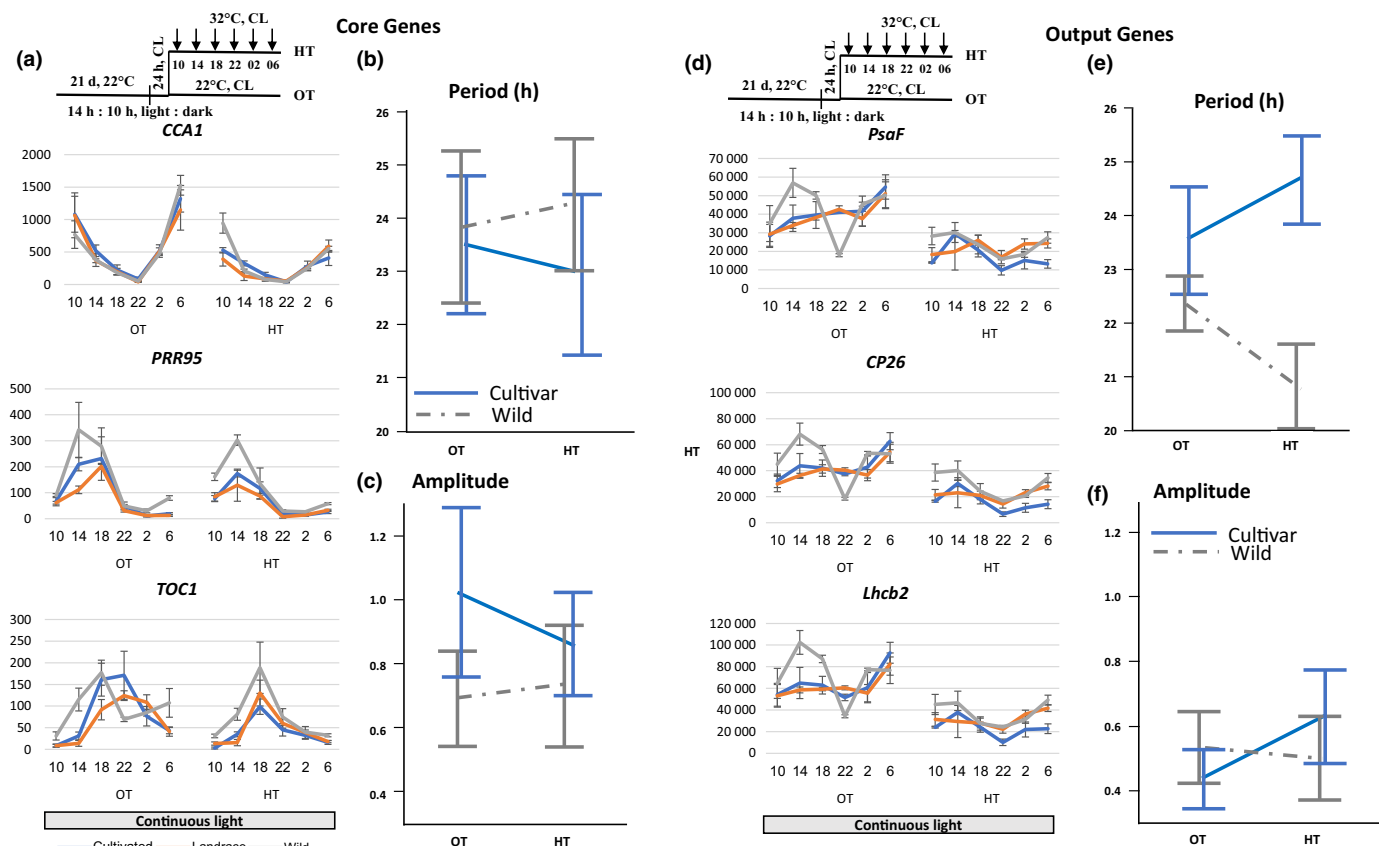 Core Genes
Output Genes
(a)
32°C, CL
24 h, CL
HT
10 14 18 22 02 06
21 d, 22°C
22°C, CL
OT
14 h : 10 h, light : dark
CCA1
2000
1500
1000
500
0
10 14 18 22 2 6 10 14 18 22 2 6
OT HT
PRR95
500
400
300
200
100
0
10 14 18 22 2 6 10 14 18 22 2 6
OT HT
TOC1
300
250
200
150
100
50
0
10 14 18 22 2 6 10 14 18 22 2 6
OT HT
Continuous light
Cultivated Landrace Wild
(b)
Period (h)
26
25
24
23
22
21
20
Cultivar
Wild
OT HT
(c)
Amplitude
1.2
1.0
0.8
0.6
0.4
OT HT
(d)
32°C, CL
24 h, CL
HT
10 14 18 22 02 06
21 d, 22°C
22°C, CL
OT
14 h : 10 h, light : dark
PsaF
70 000
60 000
50 000
40 000
30 000
20 000
10 000
0
10 14 18 22 2 6 10 14 18 22 2 6
OT HT
CP26
HT
100 000
80 000
60 000
40 000
20 000
0
10 14 18 22 2 6 10 14 18 22 2 6
OT HT
Lhcb2
120 000
100 000
80 000
60 000
40 000
20 000
0
10 14 18 22 2 6 10 14 18 22 2 6
OT HT
Continuous light
(e)
Period (h)
26
25
24
23
22
21
20
OT HT
(f)
Amplitude
1.2
1.0
0.8
0.6
0.4
Cultivar
Wild
OT HT